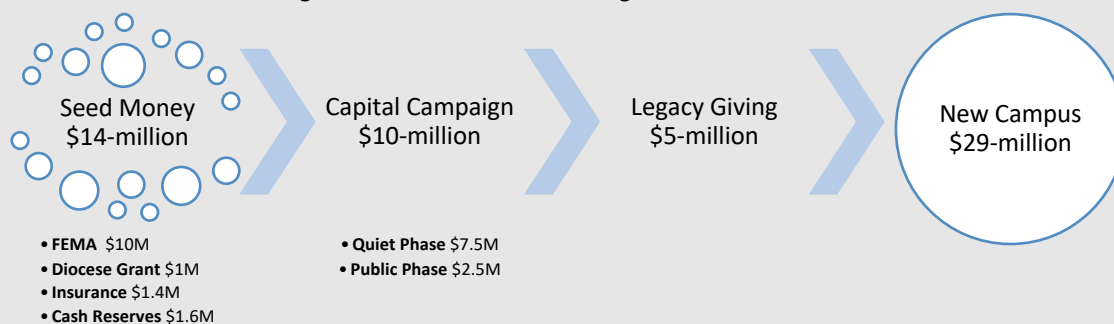 Seed Money
$14-million
Capital Campaign
$10-million
Legacy Giving
$5-million
New Campus
$29-million
• FEMA $10M
• Diocese Grant $1M
• Insurance $1.4M
• Cash Reserves $1.6M
• Quiet Phase $7.5M
• Public Phase $2.5M